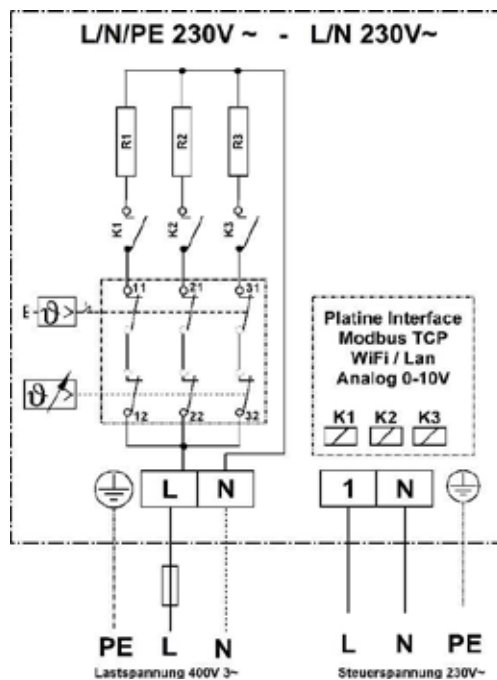 L/N/PE 230V ~ - L/N 230V~
R1 R2 R3
K1 K2 K3
11 21 31
E ϑ >
ϑ >
12 22 32
Platine Interface
Modbus TCP
WiFi / Lan
Analog 0-10V
K1 K2 K3
L N
1 N
PE L N
L N PE
Lastspannung 400V 3~
Steuerspannung 230V~